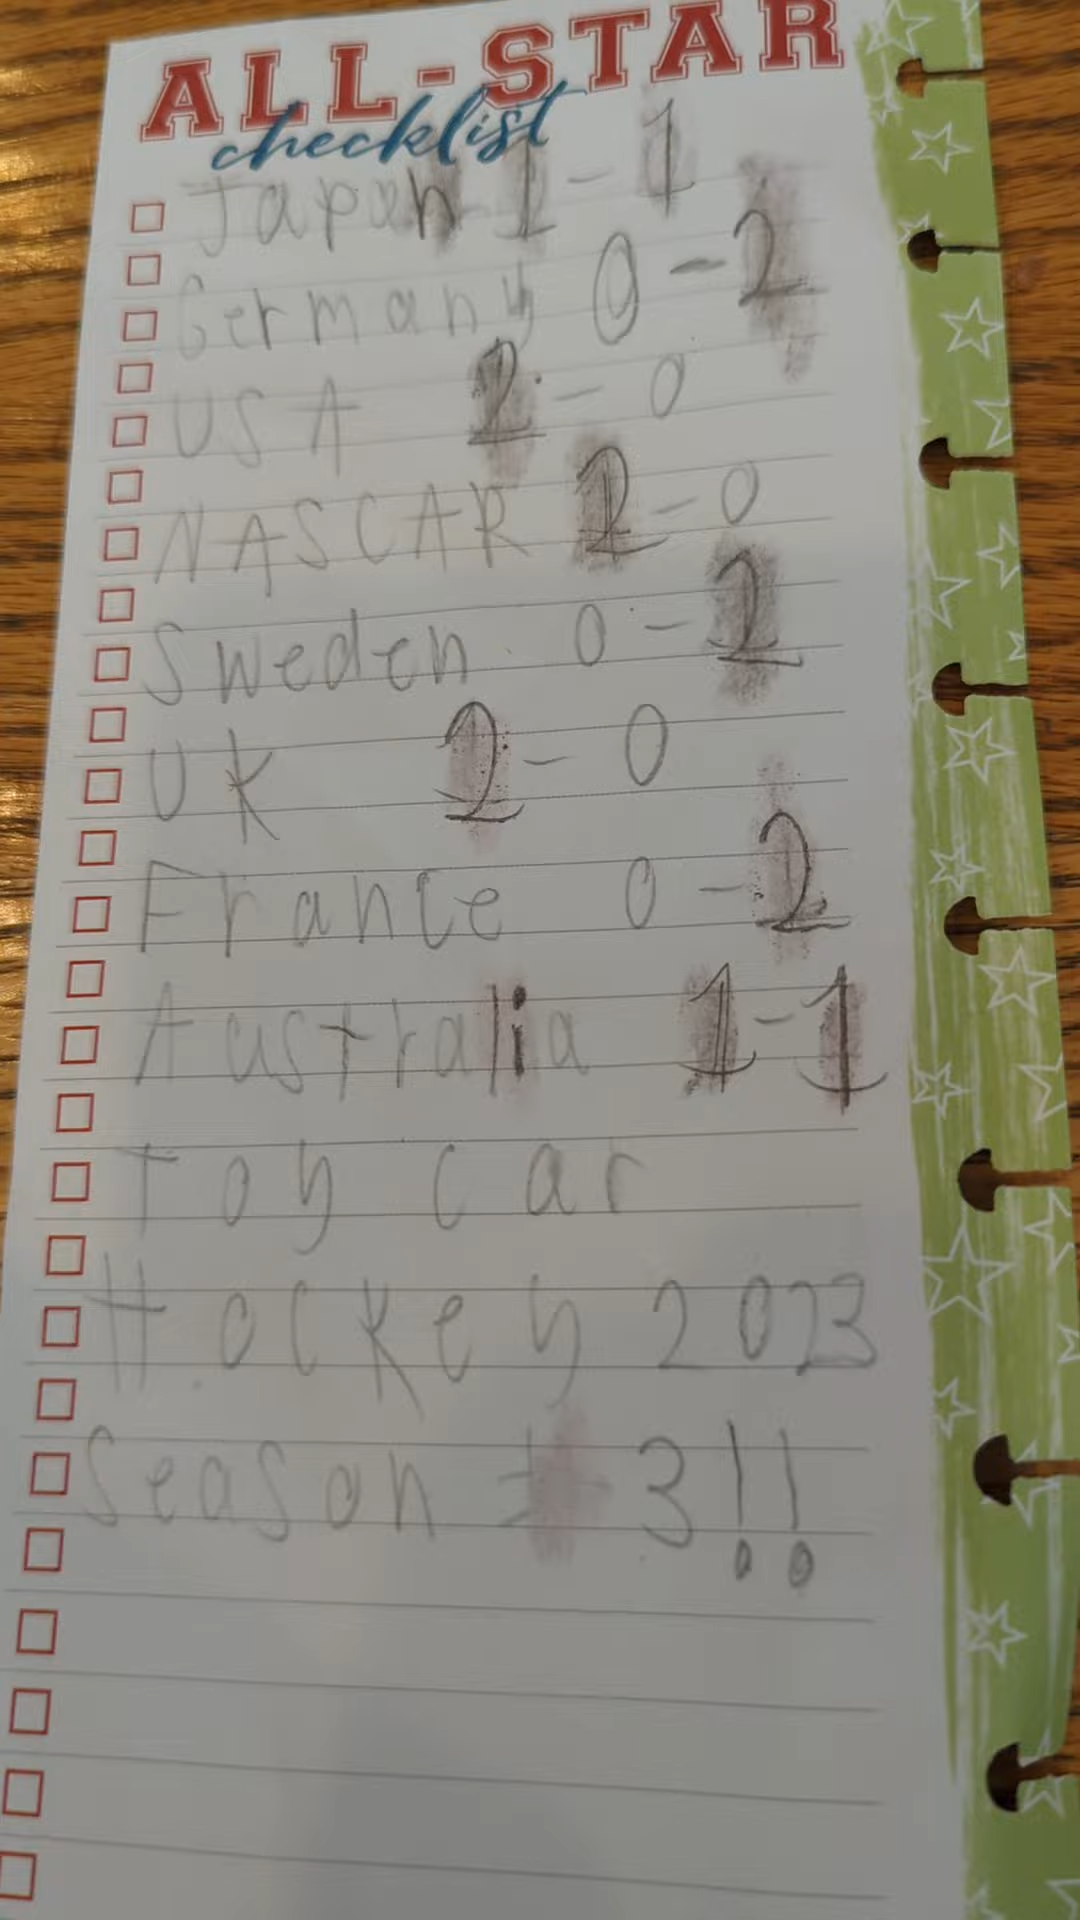 ALL-STAR
checklist
Japan 1-1
Germany 0-2
USA 2-0
NASCAR 2-0
Sweden 0-2
UK 2-0
France 0-2
Australia 1-1
Toy car
Hockey 2023
Season # 3!!